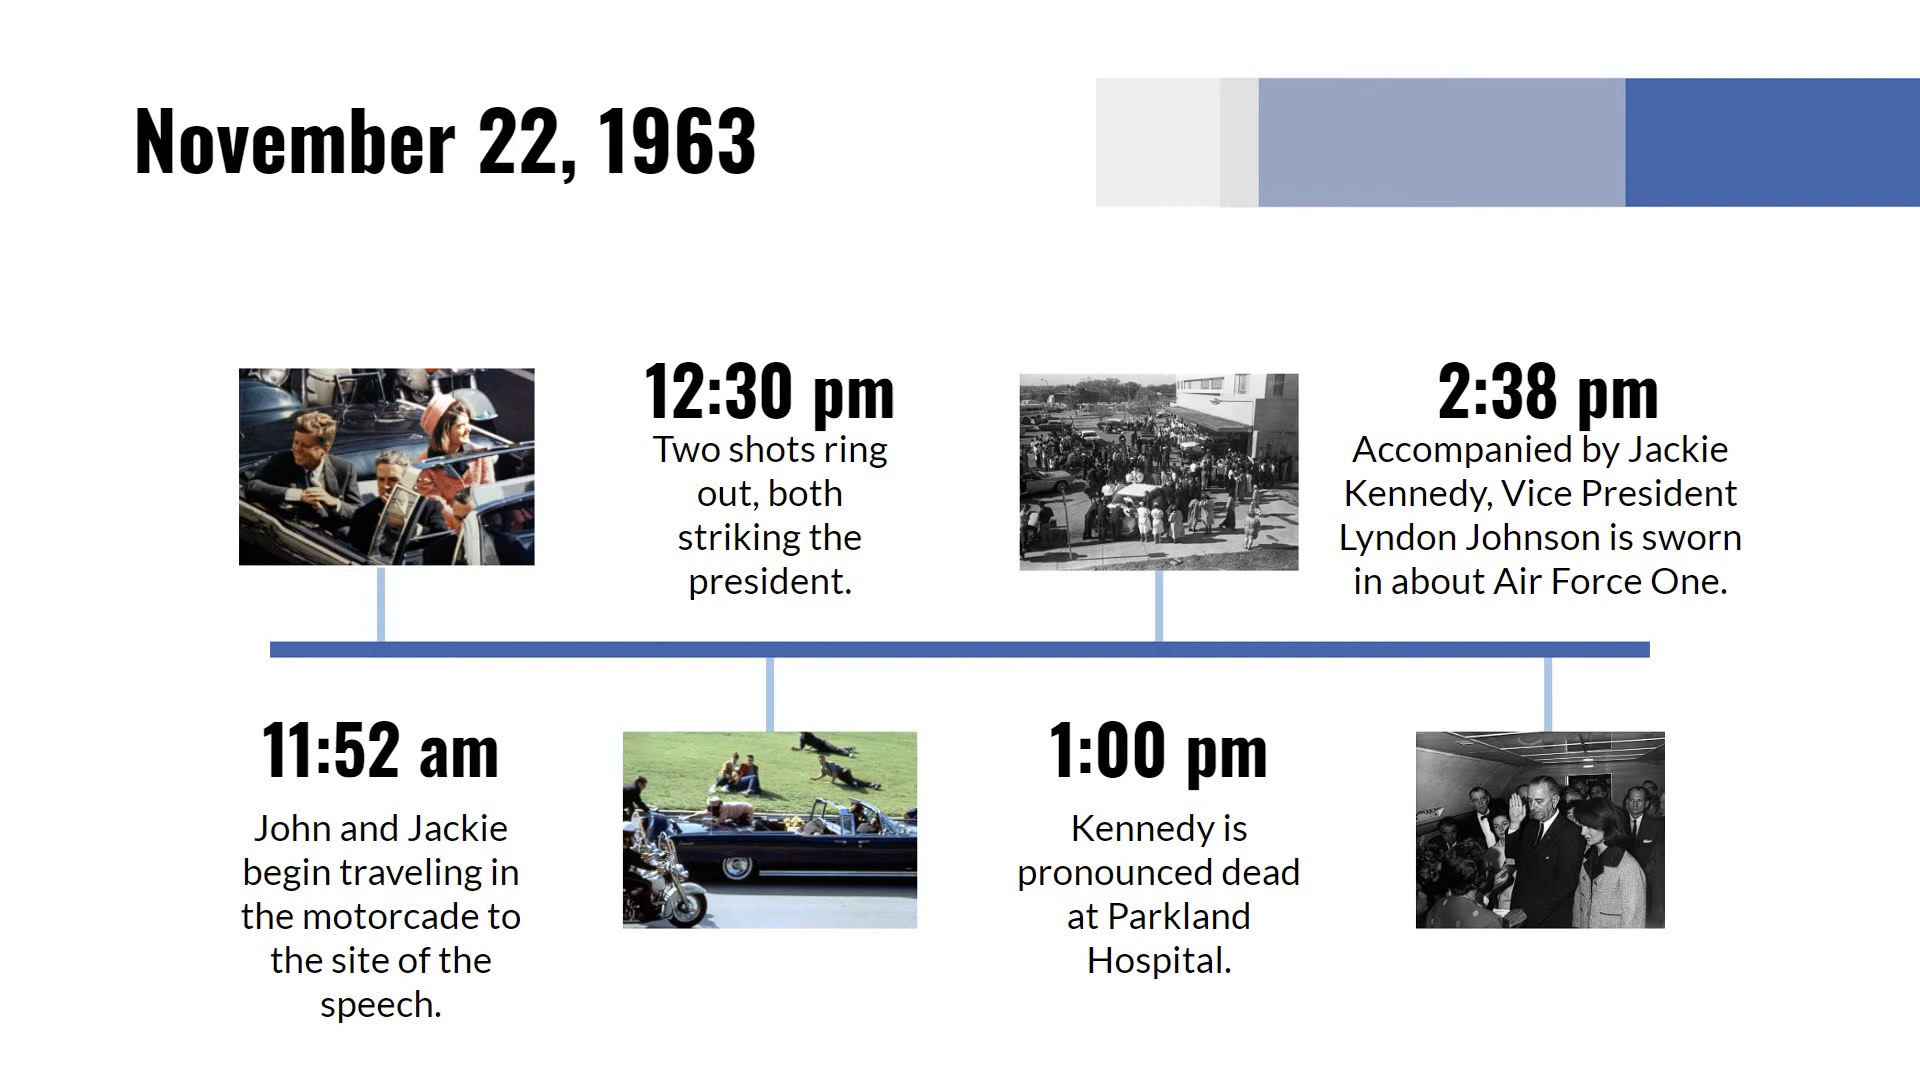 November 22, 1963
12:30 pm
Two shots ring
out, both
striking the
president.
2:38 pm
Accompanied by Jackie
Kennedy, Vice President
Lyndon Johnson is sworn
in about Air Force One.
11:52 am
John and Jackie
begin traveling in
the motorcade to
the site of the
speech.
1:00 pm
Kennedy is
pronounced dead
at Parkland
Hospital.